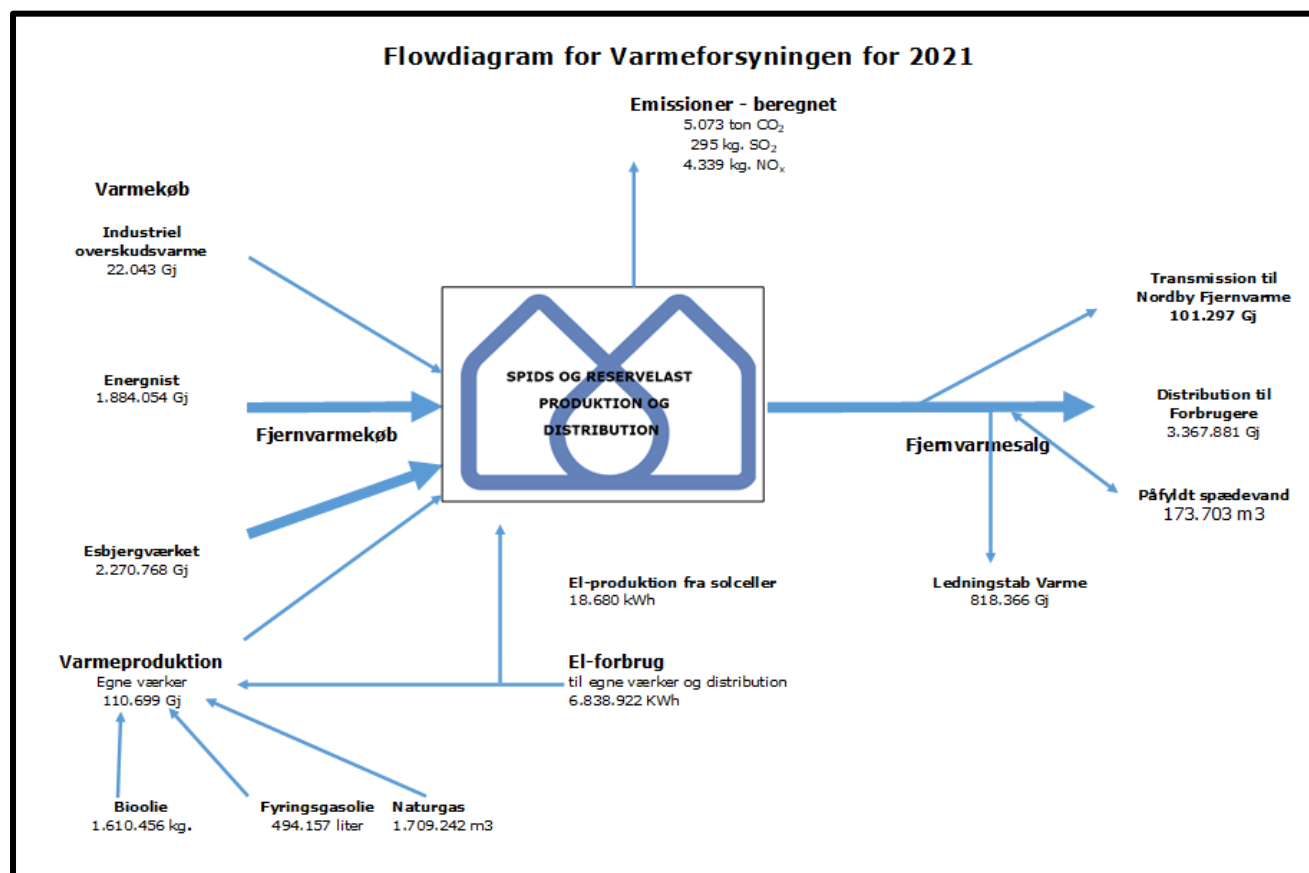 Flowdiagram for Varmeforsyningen for 2021
Emissioner - beregnet
5.073 ton CO₂
295 kg. SO₂
4.339 kg. NOₓ
Varmekøb
Industriel
overskudsvarme
22.043 Gj
Energnist
1.884.054 Gj
Fjernvarmekøb
Esbjergværket
2.270.768 Gj
SPIDS OG RESERVELAST
PRODUKTION OG
DISTRIBUTION
Transmission til
Nordby Fjernvarme
101.297 Gj
Distribution til
Forbrugere
3.367.881 Gj
Fjernvarmesalg
Påfyldt spædevand
173.703 m3
Ledningstab Varme
818.366 Gj
El-produktion fra solceller
18.680 kWh
El-forbrug
til egne værker og distribution
6.838.922 KWh
Varmeproduktion
Egne værker
110.699 Gj
Bioolie
1.610.456 kg.
Fyringsgasolie
494.157 liter
Naturgas
1.709.242 m3